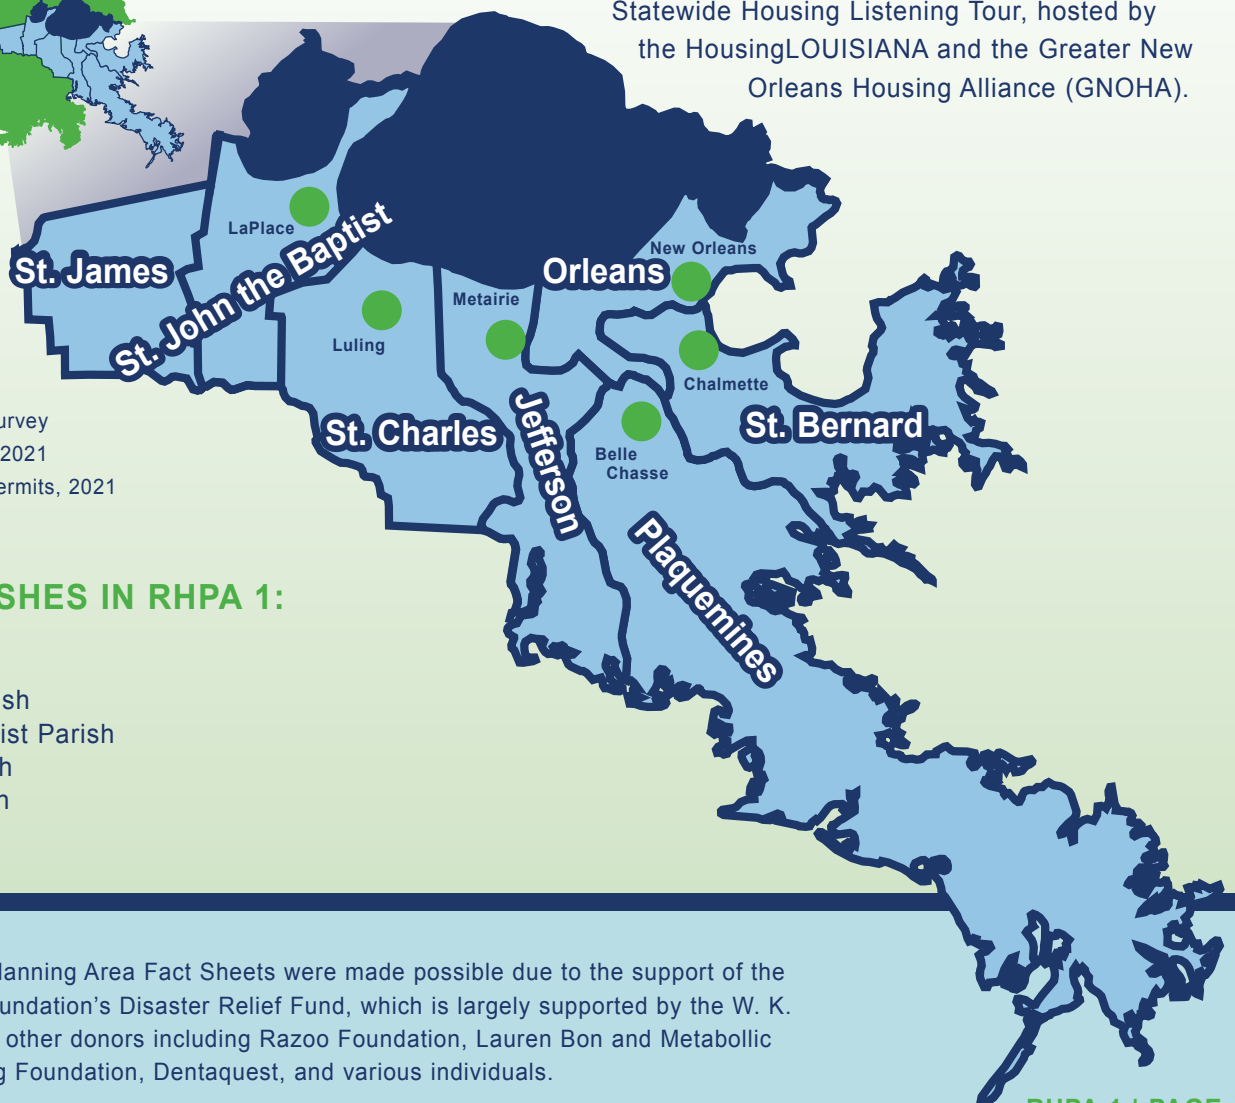 Statewide Housing Listening Tour, hosted by
the HousingLOUISIANA and the Greater New
Orleans Housing Alliance (GNOHA).
LaPlace
St. James
St. John the Baptist
Luling
Metairie
Orleans
New Orleans
Chalmette
St. Charles
Jefferson
St. Bernard
Belle
Chasse
Plaquemines
urvey
2021
ermits, 2021
SHES IN RHPA 1:
sh
ist Parish
h
n
lanning Area Fact Sheets were made possible due to the support of the
undation's Disaster Relief Fund, which is largely supported by the W. K.
other donors including Razoo Foundation, Lauren Bon and Metabollic
g Foundation, Dentaquest, and various individuals.
RHPA 1 | PAGE